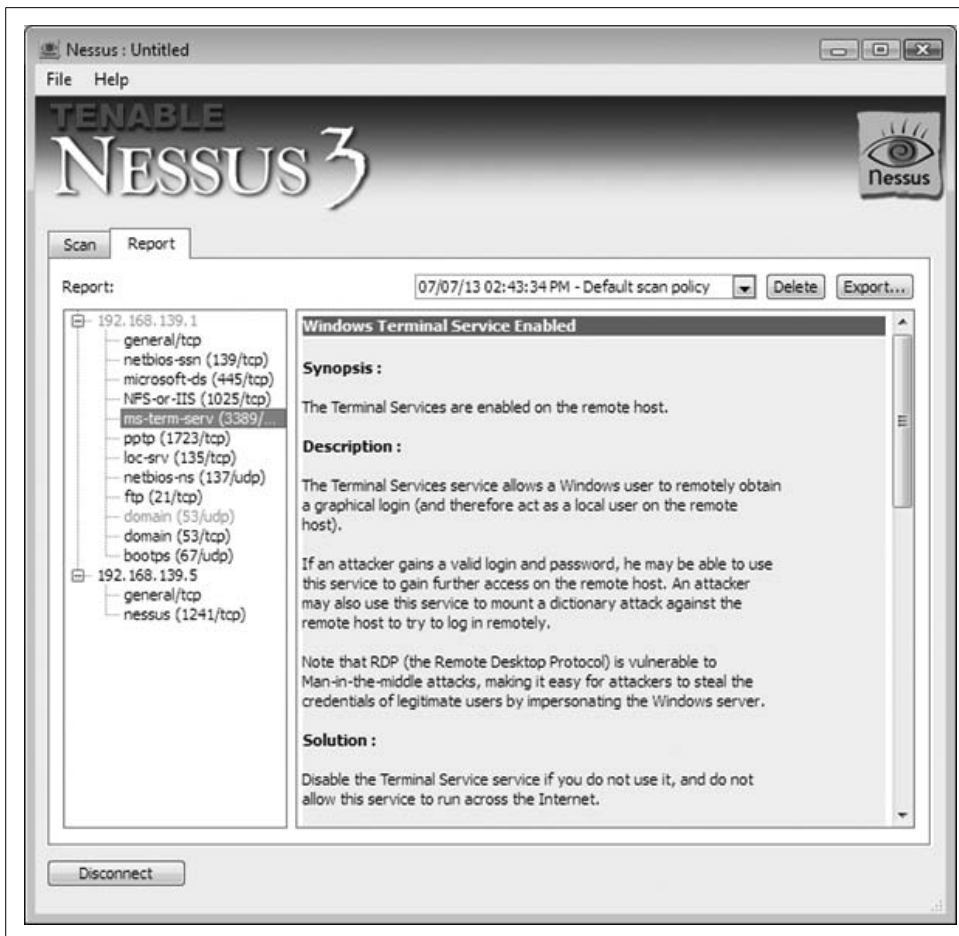 Nessus : Untitled
File Help
TENABLE
NESSUS 3
Nessus
Scan Report
Report:
07/07/13 02:43:34 PM - Default scan policy
Delete Export...
192.168.139.1
general/tcp
netbios-ssn (139/tcp)
microsoft-ds (445/tcp)
NFS-or-IIS (1025/tcp)
ms-term-serv (3389/...
pptp (1723/tcp)
loc-srv (135/tcp)
netbios-ns (137/udp)
ftp (21/tcp)
domain (53/udp)
domain (53/tcp)
bootps (67/udp)
192.168.139.5
general/tcp
nessus (1241/tcp)
Windows Terminal Service Enabled
Synopsis :
The Terminal Services are enabled on the remote host.
Description :
The Terminal Services service allows a Windows user to remotely obtain
a graphical login (and therefore act as a local user on the remote
host).
If an attacker gains a valid login and password, he may be able to use
this service to gain further access on the remote host. An attacker
may also use this service to mount a dictionary attack against the
remote host to try to log in remotely.
Note that RDP (the Remote Desktop Protocol) is vulnerable to
Man-in-the-middle attacks, making it easy for attackers to steal the
credentials of legitimate users by impersonating the Windows server.
Solution :
Disable the Terminal Service service if you do not use it, and do not
allow this service to run across the Internet.
Disconnect